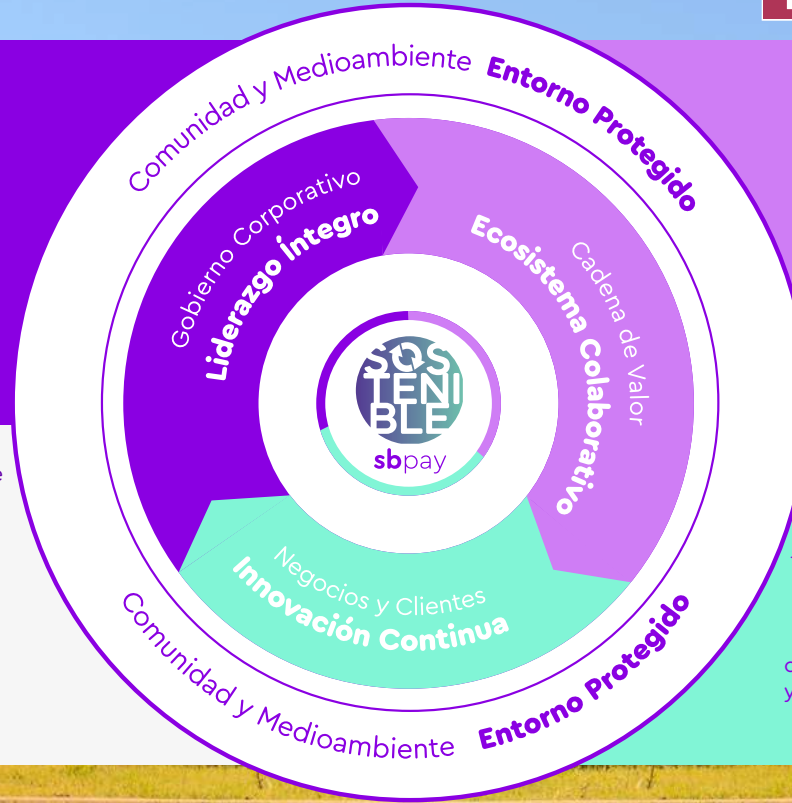 Comunidad y Medioambiente Entorno Protegido
Gobierno Corporativo
Liderazgo Íntegro
Cadena de Valor
Ecosistema Colaborativo
SOS
TENI
BLE
sbpay
Negocios y Clientes
Innovación Continua
Comunidad y Medioambiente Entorno Protegido
y